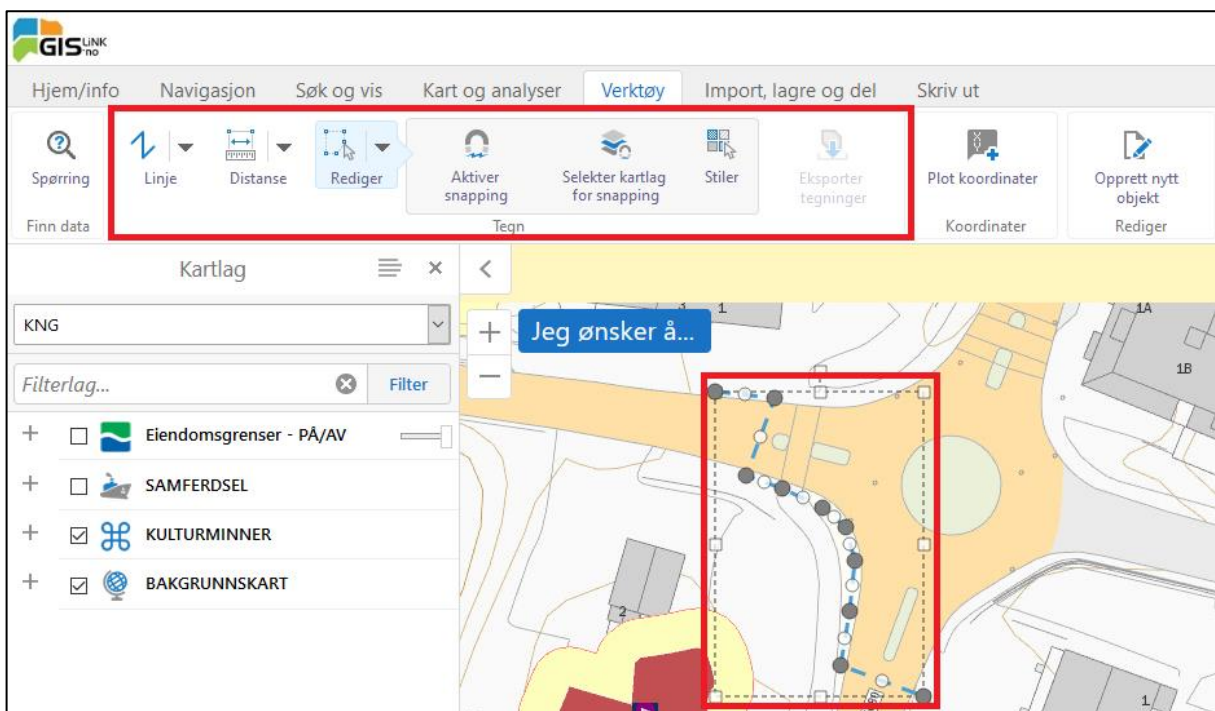 GISLiNK
.no
Hjem/info Navigasjon Søk og vis Kart og analyser Verktøy Import, lagre og del Skriv ut
Spørring Linje Distanse Rediger Aktiver snapping Selekter kartlag for snapping Stiler Eksporter tegninger Plot koordinater Opprett nytt objekt
Finn data Tegn Koordinater Rediger
Kartlag
KNG
Filterlag... Filter
Eiendomsgrenser - PÅ/AV
SAMFERDSEL
KULTURMINNER
BAKGRUNNSKART
Jeg ønsker å...
3 1
1A
1B
2
1